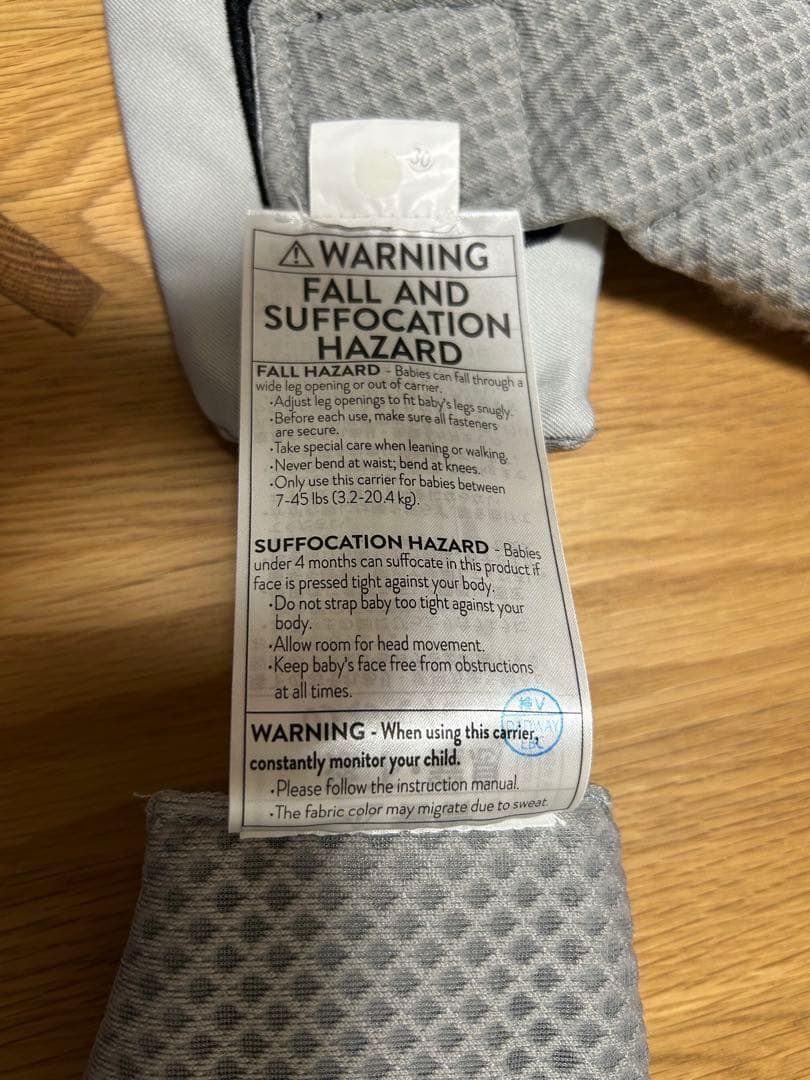 30
⚠ WARNING
FALL AND
SUFFOCATION
HAZARD
FALL HAZARD - Babies can fall through a
wide leg opening or out of carrier.
•Adjust leg openings to fit baby's legs snugly.
•Before each use, make sure all fasteners
are secure.
•Take special care when leaning or walking.
•Never bend at waist; bend at knees.
•Only use this carrier for babies between
7-45 lbs (3.2-20.4 kg).
SUFFOCATION HAZARD - Babies
under 4 months can suffocate in this product if
face is pressed tight against your body.
•Do not strap baby too tight against your
body.
•Allow room for head movement.
•Keep baby's face free from obstructions
at all times.
検V
WARNING - When using this carrier,
constantly monitor your child.
•Please follow the instruction manual.
•The fabric color may migrate due to sweat.